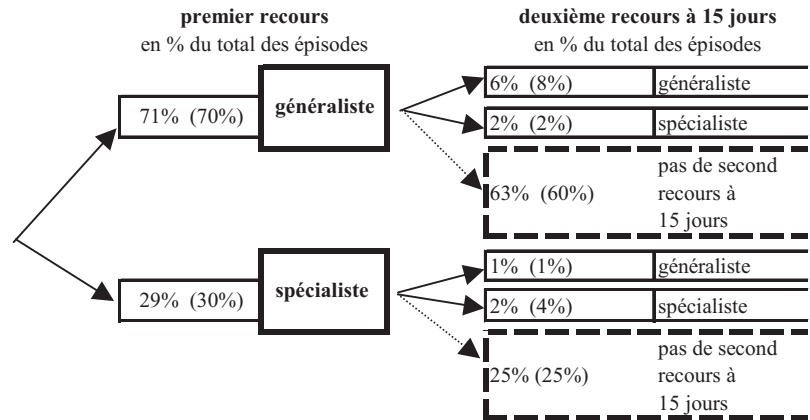 premier recours
en % du total des épisodes
deuxième recours à 15 jours
en % du total des épisodes
71% (70%) généraliste
6% (8%) généraliste
2% (2%) spécialiste
63% (60%) pas de second
recours à
15 jours
29% (30%) spécialiste
1% (1%) généraliste
2% (4%) spécialiste
25% (25%) pas de second
recours à
15 jours